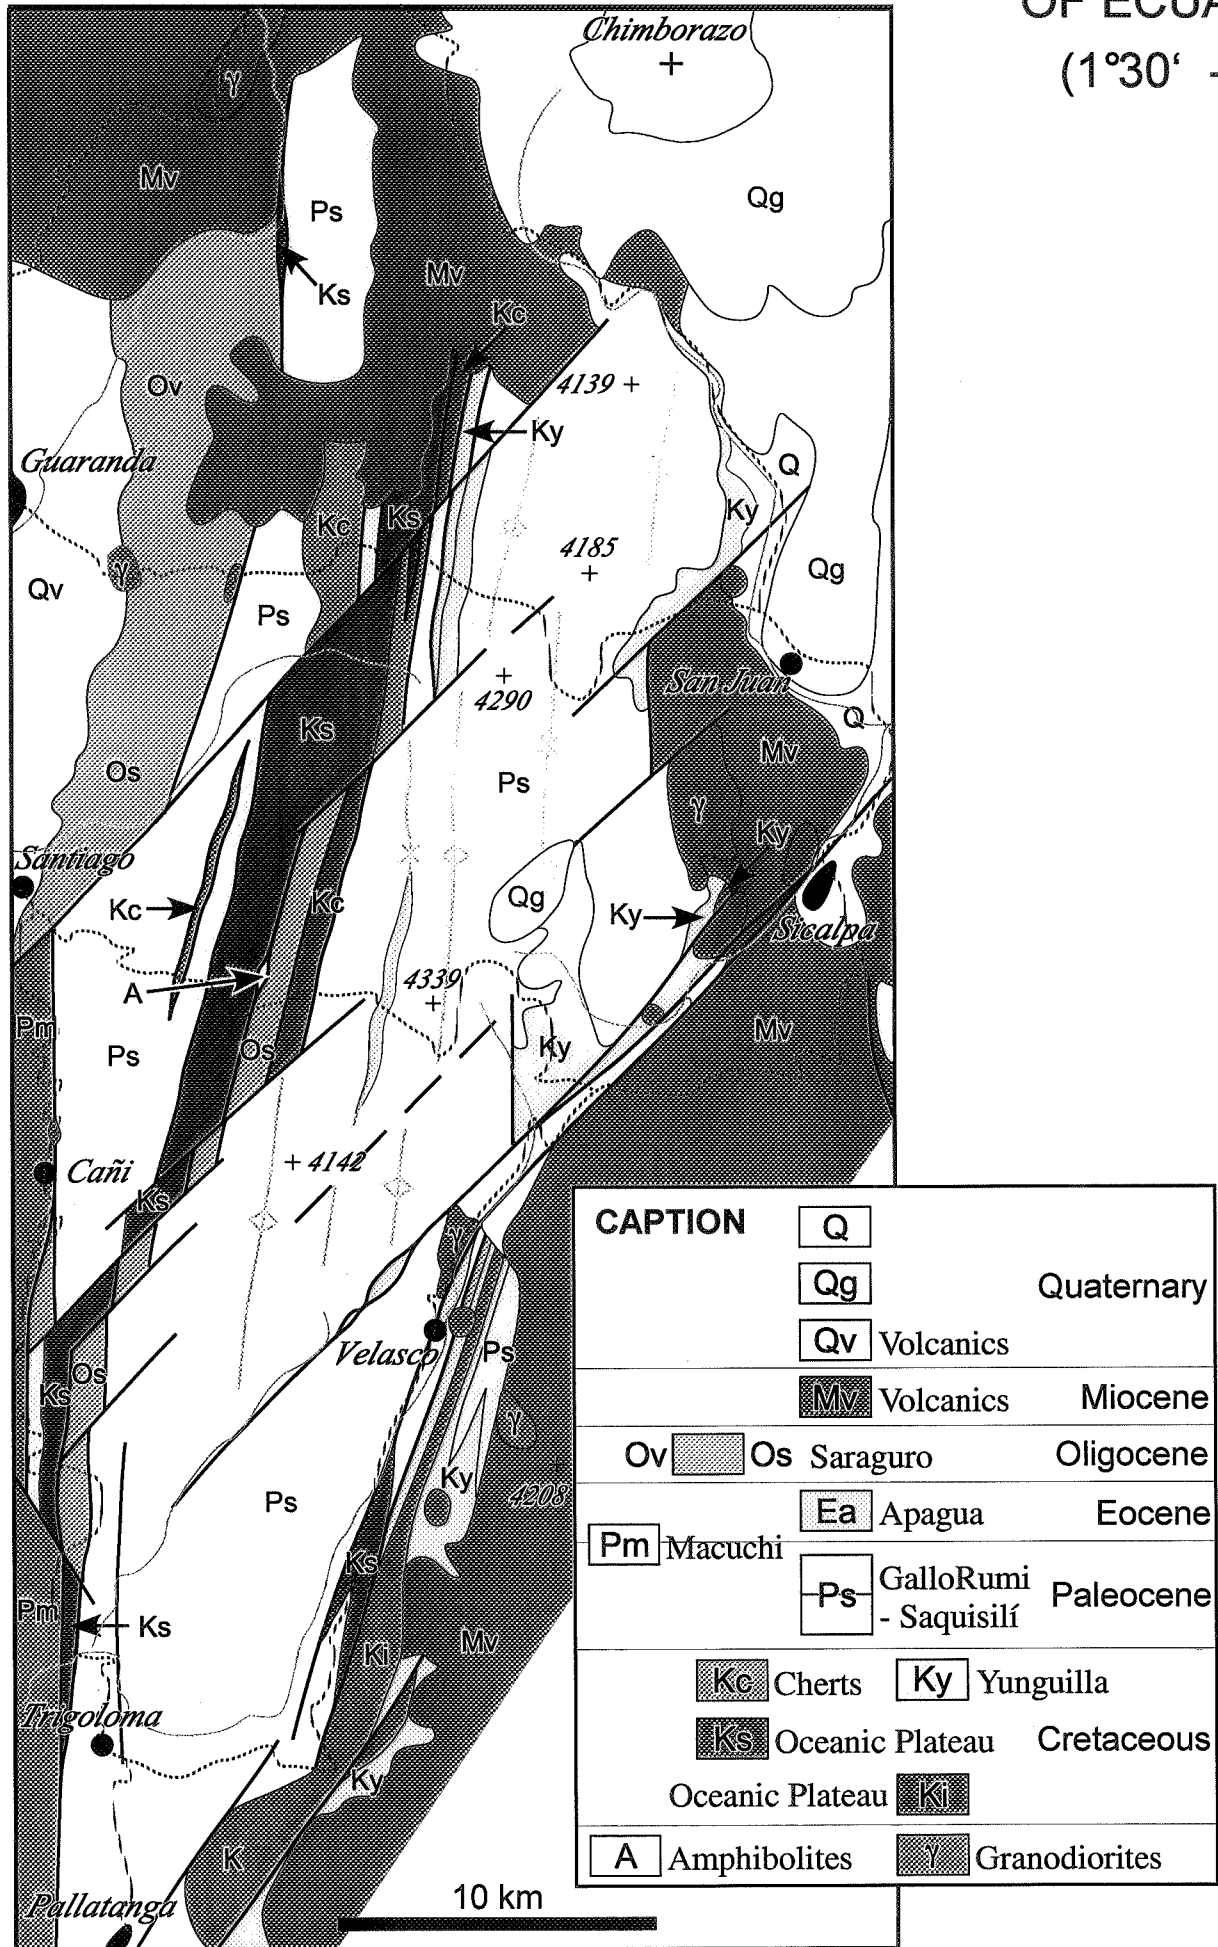 OF ECUA
(1°30‘ -
Chimborazo
γ
Mv
Ps
Qg
Ks
Mv
Kc
Ov
4139
Ky
Guaranda
Q
Kc
Ks
Ky
4185
γ
Qv
Qg
Ps
San Juan
4290
Ks
Q
Mv
Os
Ps
γ
Ky
Santiago
Kc
Kc
Qg
Ky
Sicalpa
A
4339
Pm
Mv
Ps
Os
Ky
Cañi
4142
Ks
γ
Velasco
Ps
Os
Ks
γ
Ky
4208
Ps
Ks
Pm
Ks
Ki
Mv
Trigoloma
Ky
K
Pallatanga
10 km
CAPTION
Q
Qg Quaternary
Qv Volcanics
Mv Volcanics Miocene
Ov Os Saraguro Oligocene
Ea Apagua Eocene
Pm Macuchi
Ps GalloRumi
- Saquisilí Paleocene
Kc Cherts Ky Yunguilla
Ks Oceanic Plateau Cretaceous
Oceanic Plateau Ki
A Amphibolites γ Granodiorites